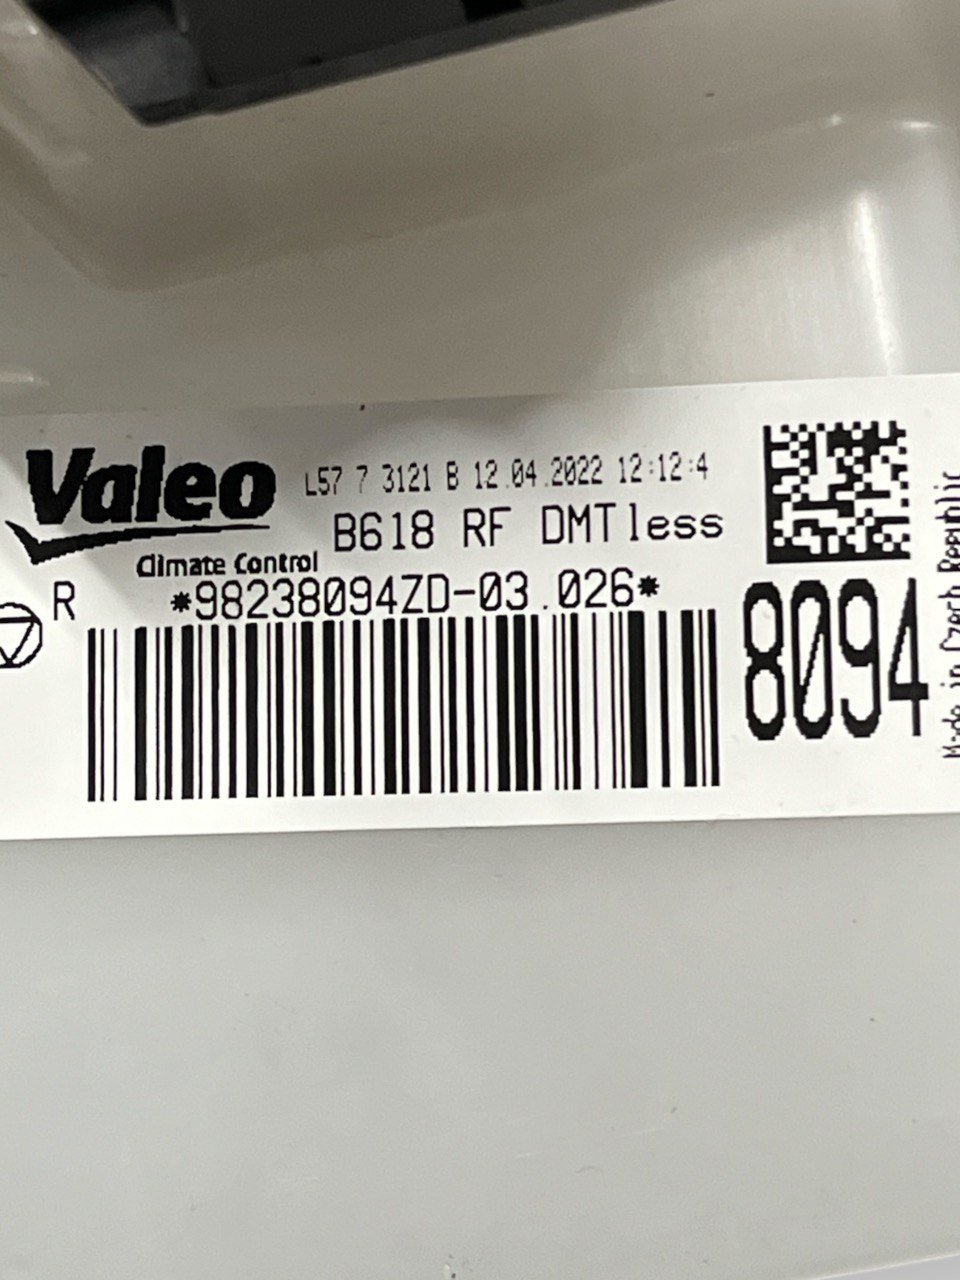 Valeo
Climate Control
L57 7 3121 B 12.04.2022 12:12:4
B618 RF DMTless
R
*98238094ZD-03.026*
8094
Made in Czech Republic